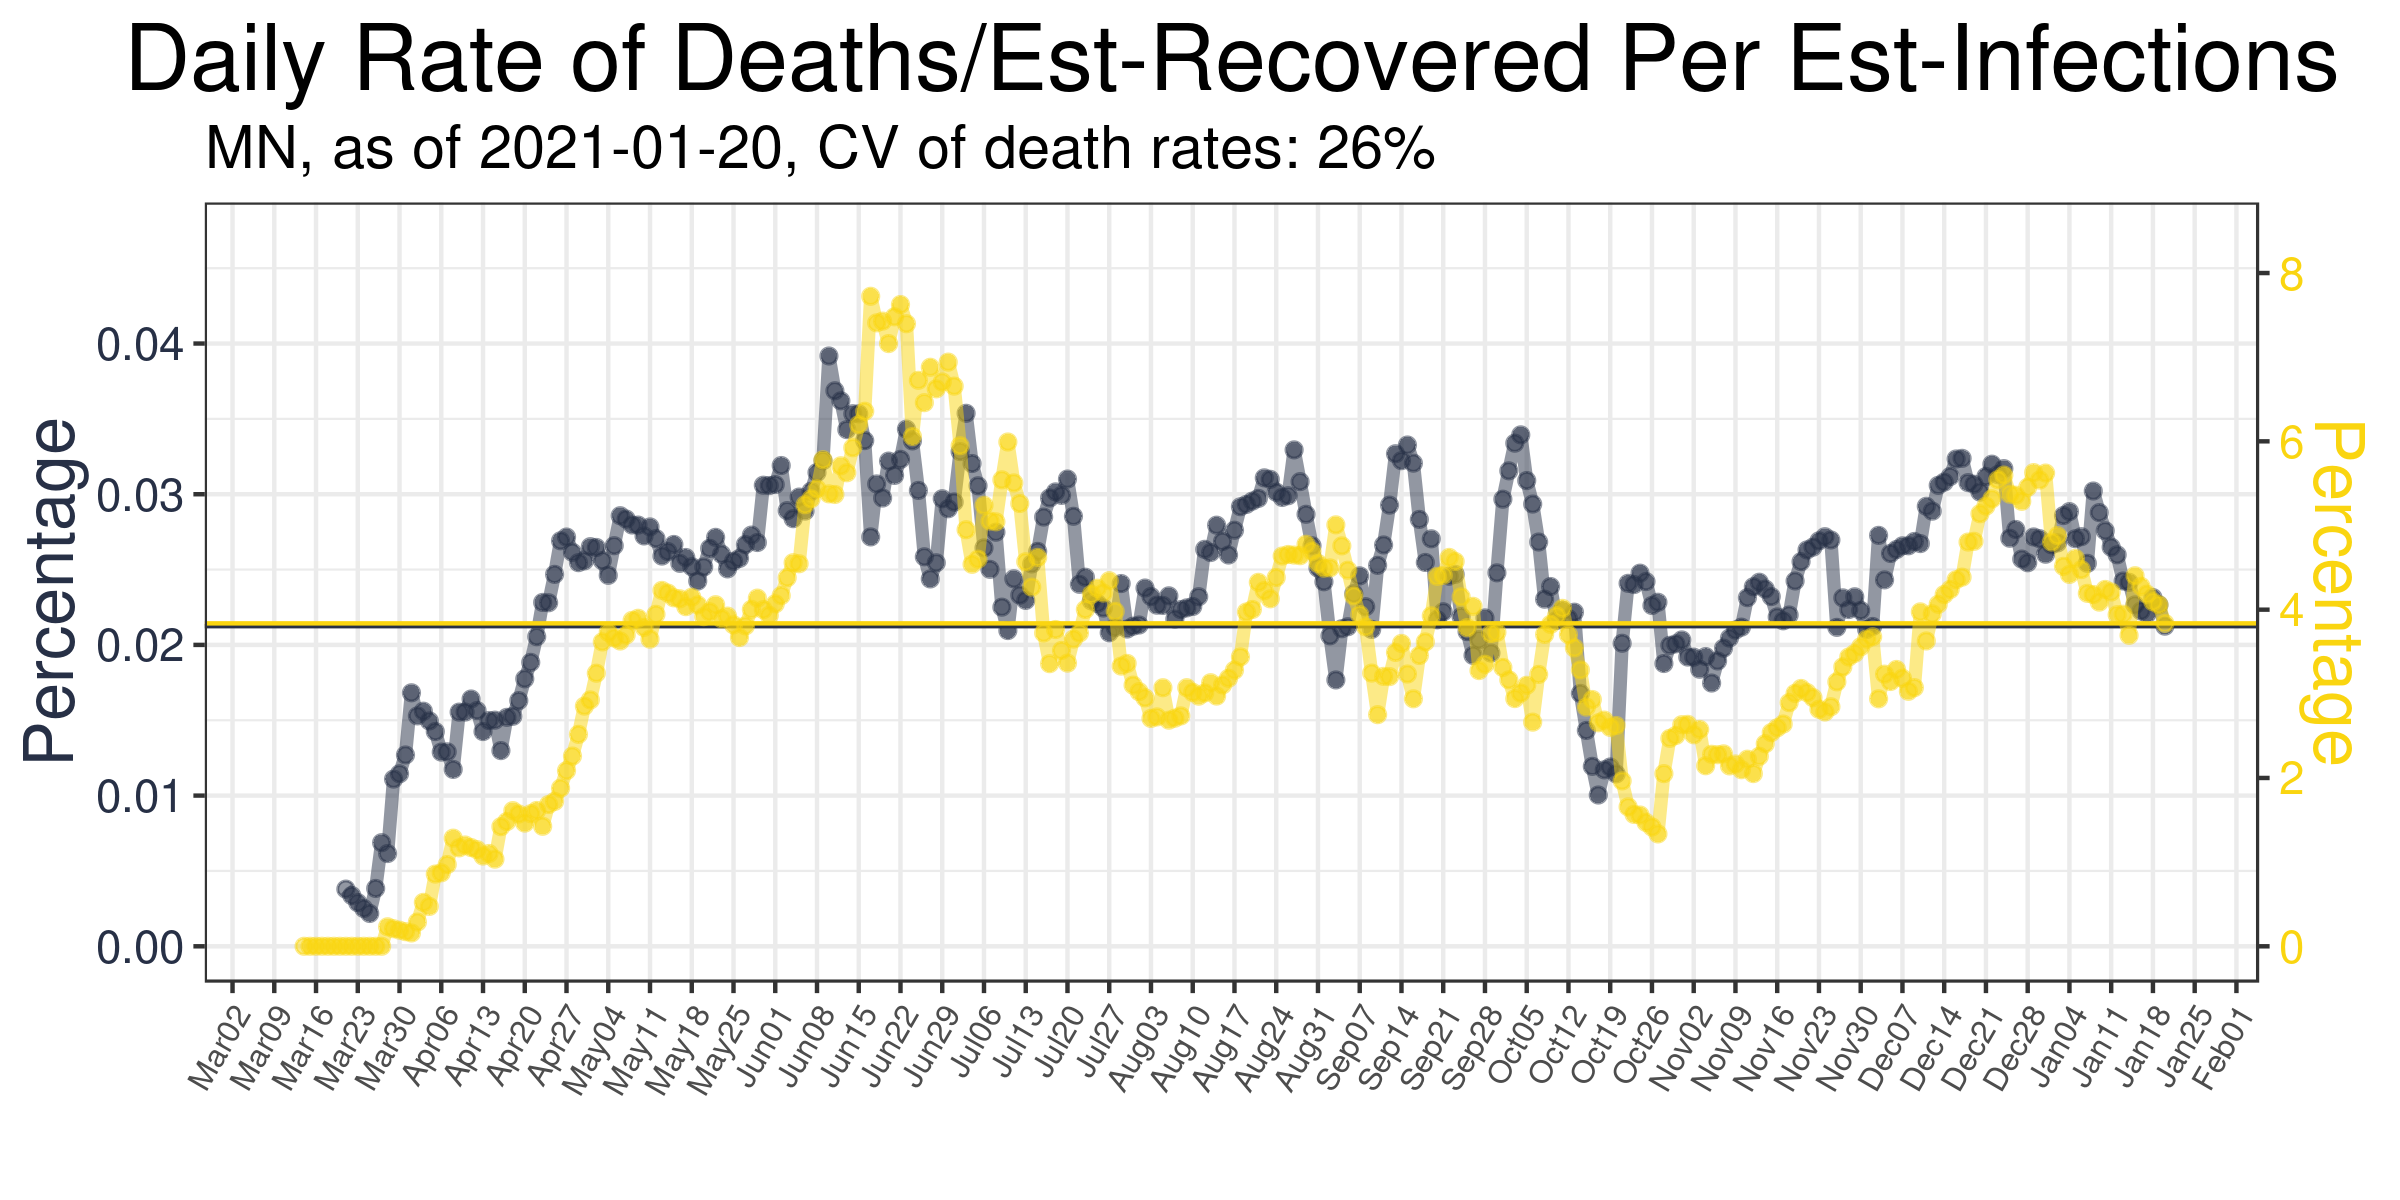 Daily Rate of Deaths/Est-Recovered Per Est-Infections
MN, as of 2021-01-20, CV of death rates: 26%
Percentage
0.04
0.03
0.02
0.01
0.00
8
6
4
2
0
Percentage
Mar02 Mar09 Mar16 Mar23 Mar30 Apr06 Apr13 Apr20 Apr27 May04 May11 May18 May25 Jun01 Jun08 Jun15 Jun22 Jun29 Jul06 Jul13 Jul20 Jul27 Aug03 Aug10 Aug17 Aug24 Aug31 Sep07 Sep14 Sep21 Sep28 Oct05 Oct12 Oct19 Oct26 Nov02 Nov09 Nov16 Nov23 Nov30 Dec07 Dec14 Dec21 Dec28 Jan04 Jan11 Jan18 Jan25 Feb01